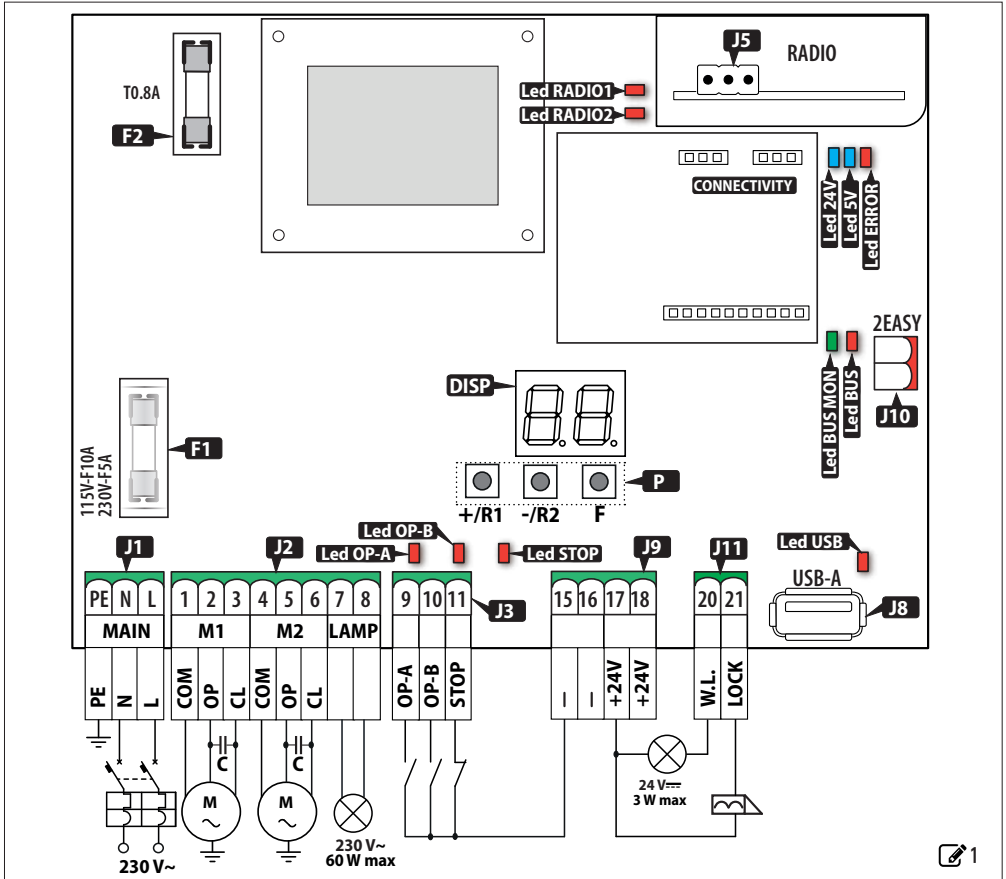 J5
RADIO
T0.8A
Led RADIO1
Led RADIO2
F2
CONNECTIVITY
Led 24V
Led 5V
Led ERROR
2EASY
DISP
Led BUS MON
Led BUS
J10
F1
115V-F10A
230V-F5A
P
+/R1 -/R2 F
Led OP-B
Led OP-A
Led STOP
Led USB
J1 J2 J9 J11
USB-A
J3
J8
PE N L 1 2 3 4 5 6 7 8 9 10 11 15 16 17 18 20 21
MAIN M1 M2 LAMP
PE N L COM OP CL COM OP CL OP-A OP-B STOP – – +24V +24V W.L. LOCK
C C
M M
~ ~
24 V⎓
3 W max
230 V~
60 W max
230 V~
1